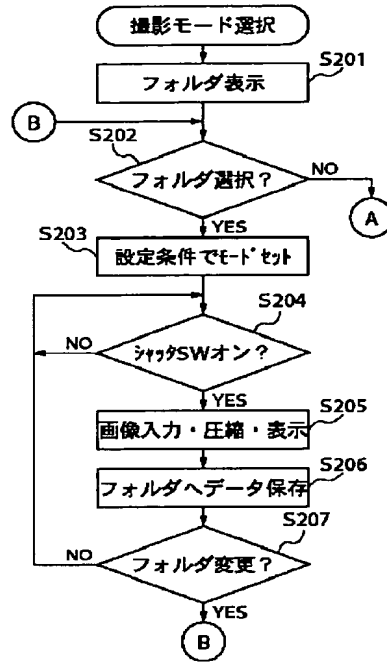 撮影モード選択
S201
フォルダ表示
B
S202
フォルダ選択?
NO
A
YES
S203
設定条件でモードセット
S204
シャッタSWオン?
NO
YES
S205
画像入力・圧縮・表示
S206
フォルダへデータ保存
S207
フォルダ変更?
NO
YES
B